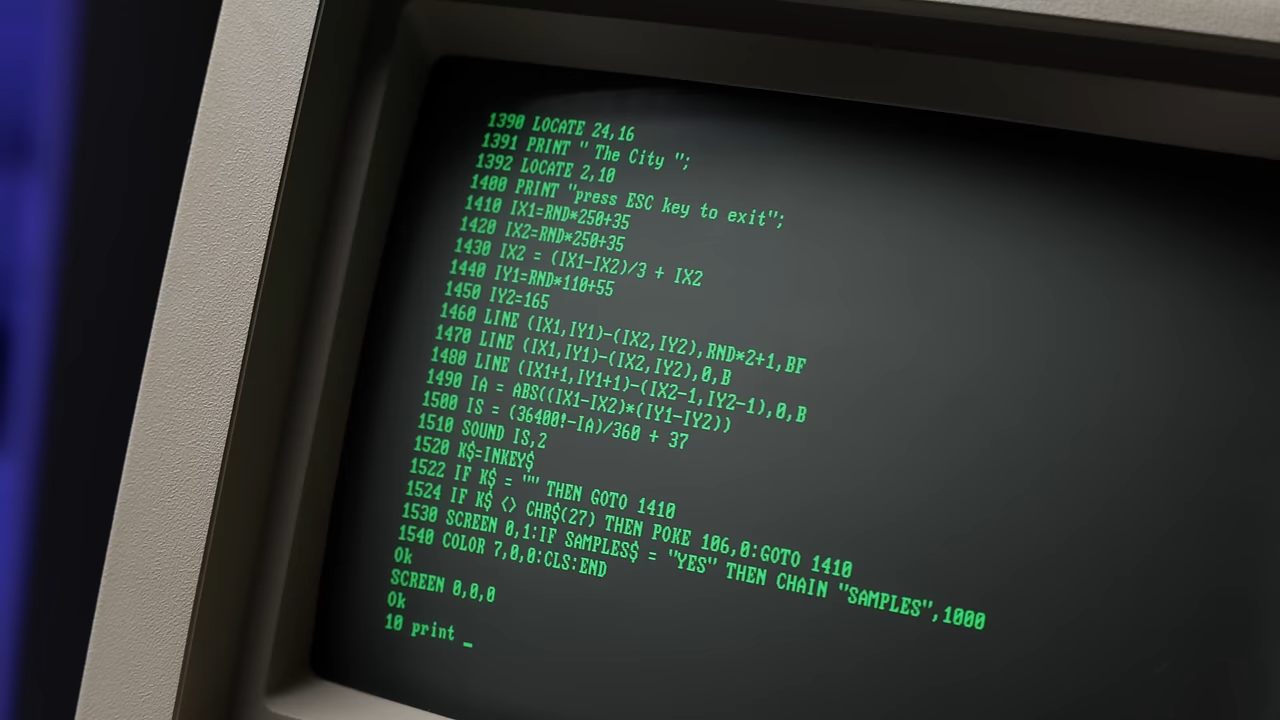 1390 LOCATE 24,16
1391 PRINT " The City ";
1392 LOCATE 2,10
1400 PRINT "press ESC key to exit";
1410 IX1=RND*250+35
1420 IX2=RND*250+35
1430 IX2 = (IX1-IX2)/3 + IX2
1440 IY1=RND*110+55
1450 IY2=165
1460 LINE (IX1,IY1)-(IX2,IY2),RND*2+1,BF
1470 LINE (IX1,IY1)-(IX2,IY2),0,B
1480 LINE (IX1+1,IY1+1)-(IX2-1,IY2-1),0,B
1490 IA = ABS((IX1-IX2)*(IY1-IY2))
1500 IS = (36400!-IA)/360 + 37
1510 SOUND IS,2
1520 K$=INKEY$
1522 IF K$ = "" THEN GOTO 1410
1524 IF K$ <> CHR$(27) THEN POKE 106,0:GOTO 1410
1530 SCREEN 0,1:IF SAMPLES$ = "YES" THEN CHAIN "SAMPLES",1000
1540 COLOR 7,0,0:CLS:END
Ok
SCREEN 0,0,0
Ok
10 print _